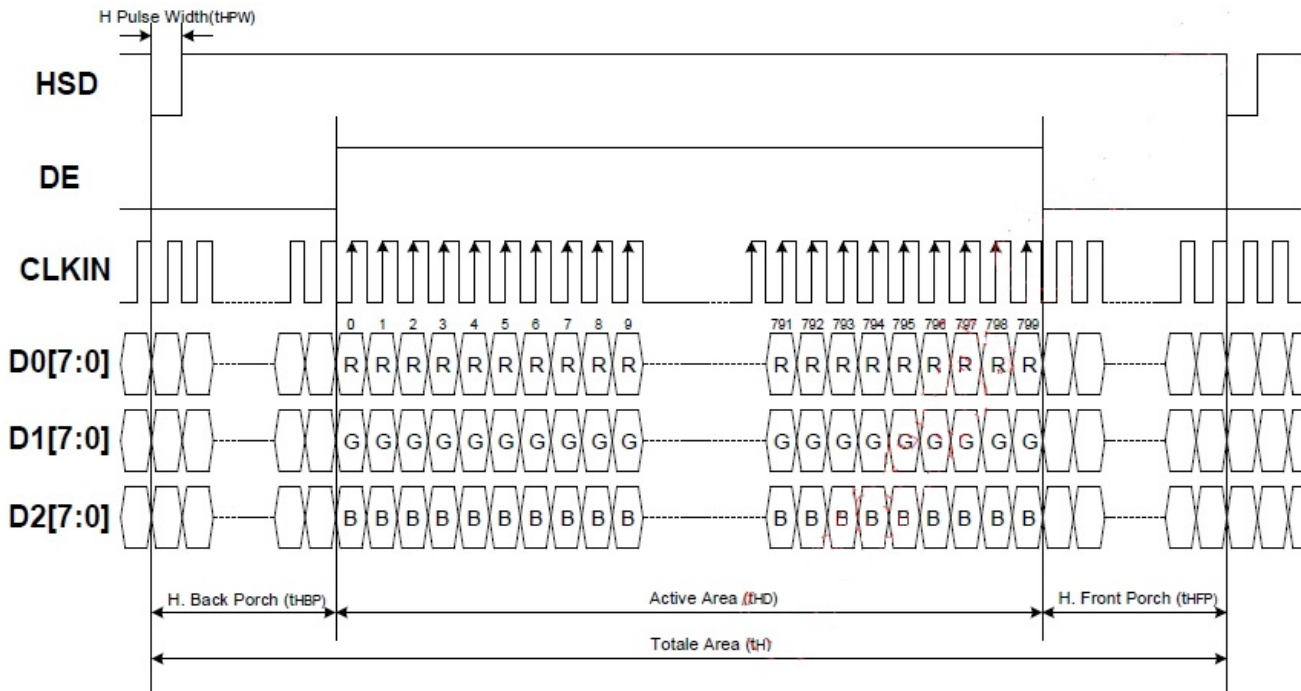 H Pulse Width(tHPW)
HSD
DE
CLKIN
0 1 2 3 4 5 6 7 8 9 791 792 793 794 795 796 797 798 799
D0[7:0] R R R R R R R R R R R R R R R R R R R
D1[7:0] G G G G G G G G G G G G G G G G G G G
D2[7:0] B B B B B B B B B B B B B B B B B B B
H. Back Porch (tHBP) Active Area (tHD) H. Front Porch (tHFP)
Totale Area (tH)